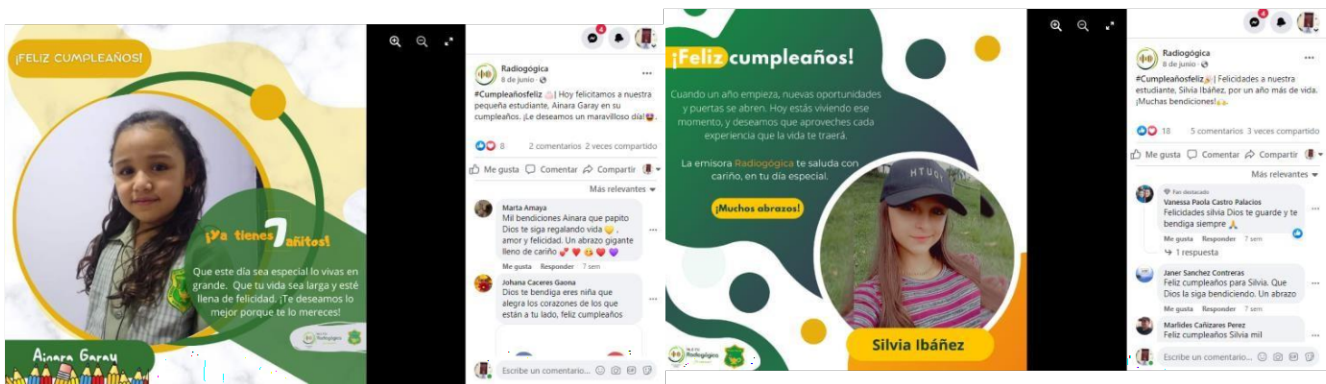 ¡FELIZ CUMPLEAÑOS!
¡Ya tienes 7 añitos!
Que este día sea especial lo vivas en
grande. Que tu vida sea larga y esté
llena de felicidad. ¡Te deseamos lo
mejor porque te lo mereces!
Radiogógica
Ainara Garay
4
Radiogógica
8 de junio
#Cumpleañosfeliz | Hoy felicitamos a nuestra
pequeña estudiante, Ainara Garay en su
cumpleaños. ¡Le deseamos un maravilloso día!
8 2 comentarios 2 veces compartido
Me gusta Comentar Compartir
Más relevantes
Marta Amaya
Mil bendiciones Ainara que papito
Dios te siga regalando vida ,
amor y felicidad. Un abrazo gigante
lleno de cariño
Me gusta Responder 7 sem
Johana Caceres Gaona
Dios te bendiga eres niña que
alegra los corazones de los que
están a tu lado, feliz cumpleaños
Escribe un comentario...
¡Feliz cumpleaños!
Cuando un año empieza, nuevas oportunidades
y puertas se abren. Hoy estás viviendo ese
momento, y deseamos que aproveches cada
experiencia que la vida te traerá.
La emisora Radiogógica te saluda con
cariño, en tu día especial.
¡Muchos abrazos!
HTUOY
Silvia Ibáñez
Radiogógica
4
Radiogógica
8 de junio
#Cumpleañosfeliz | Felicidades a nuestra
estudiante, Silvia Ibáñez, por un año más de vida.
¡Muchas bendiciones!
18 5 comentarios 3 veces compartido
Me gusta Comentar Compartir
Más relevantes
Fan destacado
Vanessa Paola Castro Palacios
Felicidades silvia Dios te guarde y te
bendiga siempre
Me gusta Responder 7 sem
1 respuesta
Janer Sanchez Contreras
Feliz cumpleaños para Silvia. Que
Dios la siga bendiciendo. Un abrazo
Me gusta Responder 7 sem
Marlides Cañizares Perez
Feliz cumpleaños Silvia mil
Escribe un comentario...